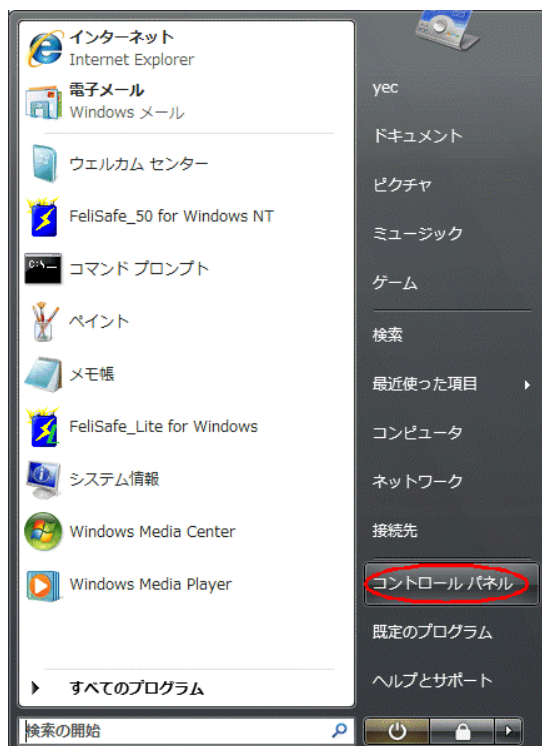 インターネット
Internet Explorer
電子メール
Windows メール
ウェルカム センター
FeliSafe_50 for Windows NT
C:\
コマンド プロンプト
ペイント
メモ帳
FeliSafe_Lite for Windows
システム情報
Windows Media Center
Windows Media Player
すべてのプログラム
検索の開始
yec
ドキュメント
ピクチャ
ミュージック
ゲーム
検索
最近使った項目
コンピュータ
ネットワーク
接続先
コントロール パネル
既定のプログラム
ヘルプとサポート